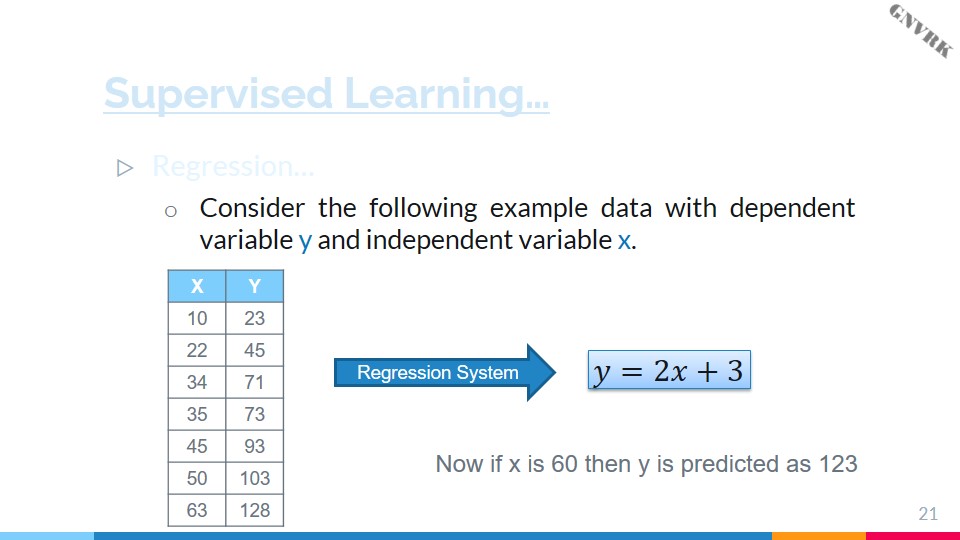 GNVRK
Supervised Learning...
Regression...
Consider the following example data with dependent
variable y and independent variable x.
X Y
10 23
22 45
34 71
35 73
45 93
50 103
63 128
Regression System
y = 2x + 3
Now if x is 60 then y is predicted as 123
21